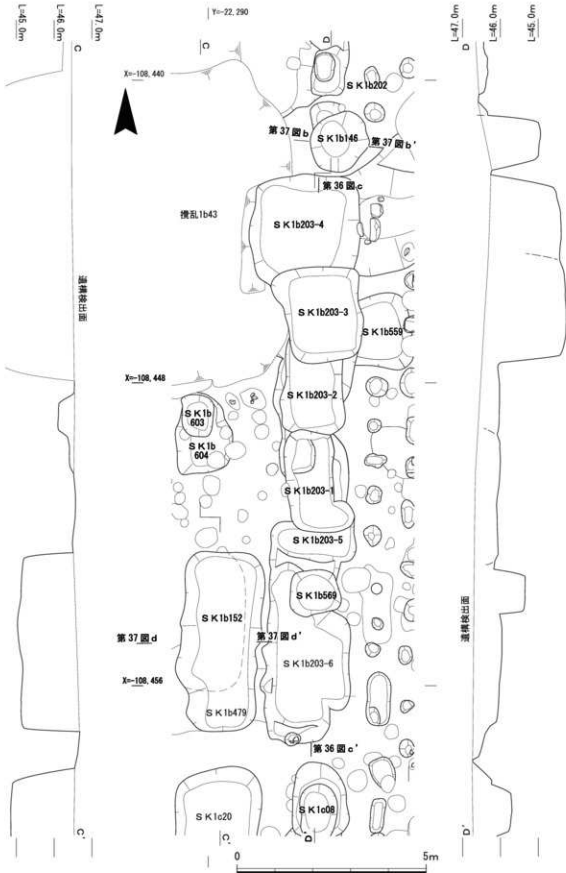 L=45.0m
L=46.0m
L=47.0m
C
Y=-22,290
C
D
L=47.0m
L=46.0m
L=45.0m
D
X=-108,440
SK1b202
第37図b
SK1b146
第37図b'
第36図c
攪乱1b43
SK1b203-4
遺構検出面
SK1b203-3
SK1b559
X=-108,448
SK1b203-2
SK1b
603
SK1b
604
SK1b203-1
SK1b203-5
SK1b569
SK1b152
遺構検出面
第37図d
第37図d'
SK1b203-6
X=-108,456
SK1b479
第36図c'
SK1c20
SK1c08
C'
C'
D'
D'
0
5m